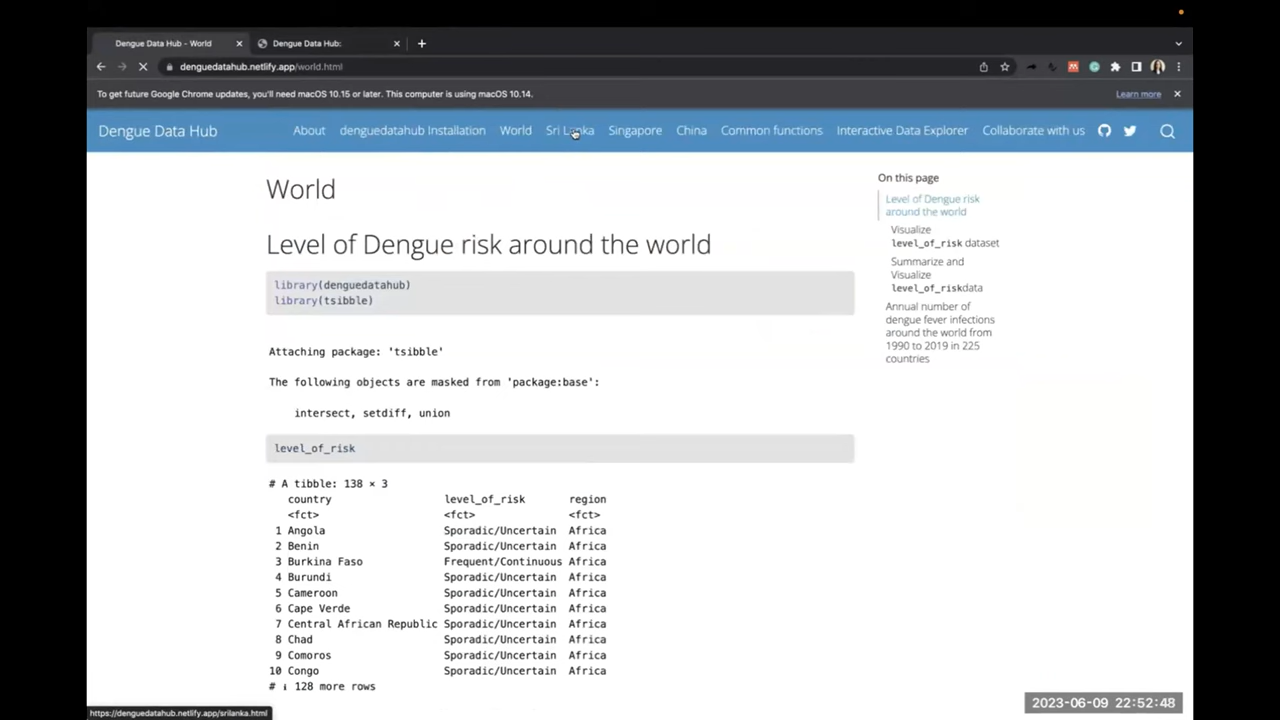 Dengue Data Hub - World
Dengue Data Hub:
denguedatahub.netlify.app/world.html
To get future Google Chrome updates, you'll need macOS 10.15 or later. This computer is using macOS 10.14.
Learn more
Dengue Data Hub
About
denguedatahub Installation
World
Sri Lanka
Singapore
China
Common functions
Interactive Data Explorer
Collaborate with us
World
Level of Dengue risk around the world
library(denguedatahub)
library(tsibble)
Attaching package: 'tsibble'
The following objects are masked from 'package:base':
intersect, setdiff, union
level_of_risk
# A tibble: 138 × 3
country level_of_risk region
<fct> <fct> <fct>
1 Angola Sporadic/Uncertain Africa
2 Benin Sporadic/Uncertain Africa
3 Burkina Faso Frequent/Continuous Africa
4 Burundi Sporadic/Uncertain Africa
5 Cameroon Sporadic/Uncertain Africa
6 Cape Verde Sporadic/Uncertain Africa
7 Central African Republic Sporadic/Uncertain Africa
8 Chad Sporadic/Uncertain Africa
9 Comoros Sporadic/Uncertain Africa
10 Congo Sporadic/Uncertain Africa
# ℹ 128 more rows
On this page
Level of Dengue risk
around the world
Visualize
level_of_risk dataset
Summarize and
Visualize
level_of_riskdata
Annual number of
dengue fever infections
around the world from
1990 to 2019 in 225
countries
https://denguedatahub.netlify.app/srilanka.html
2023-06-09 22:52:48